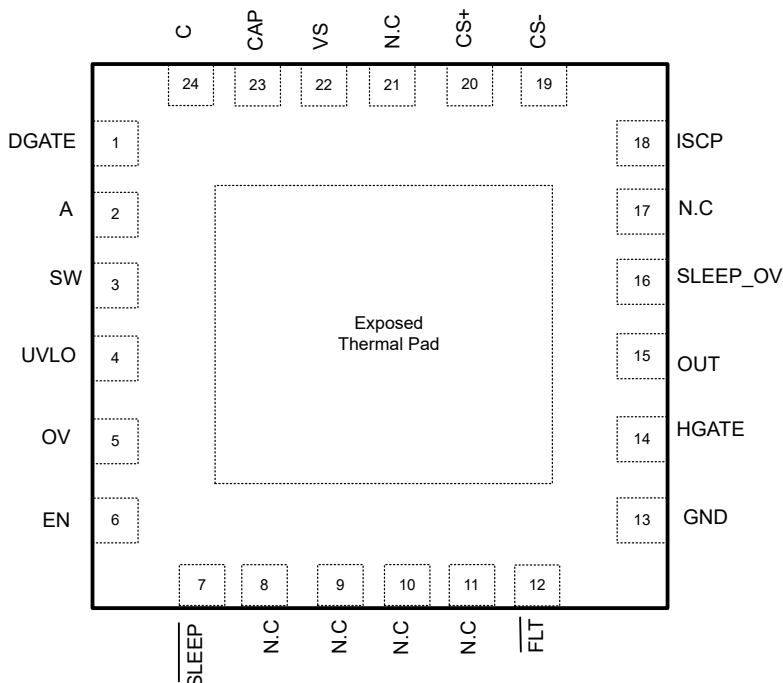 C
CAP
VS
N.C
CS+
CS-
24
23
22
21
20
19
DGATE 1
18 ISCP
A 2
17 N.C
SW 3
16 SLEEP_OV
Exposed
Thermal Pad
UVLO 4
15 OUT
OV 5
14 HGATE
EN 6
13 GND
7
8
9
10
11
12
SLEEP
N.C
N.C
N.C
N.C
FLT